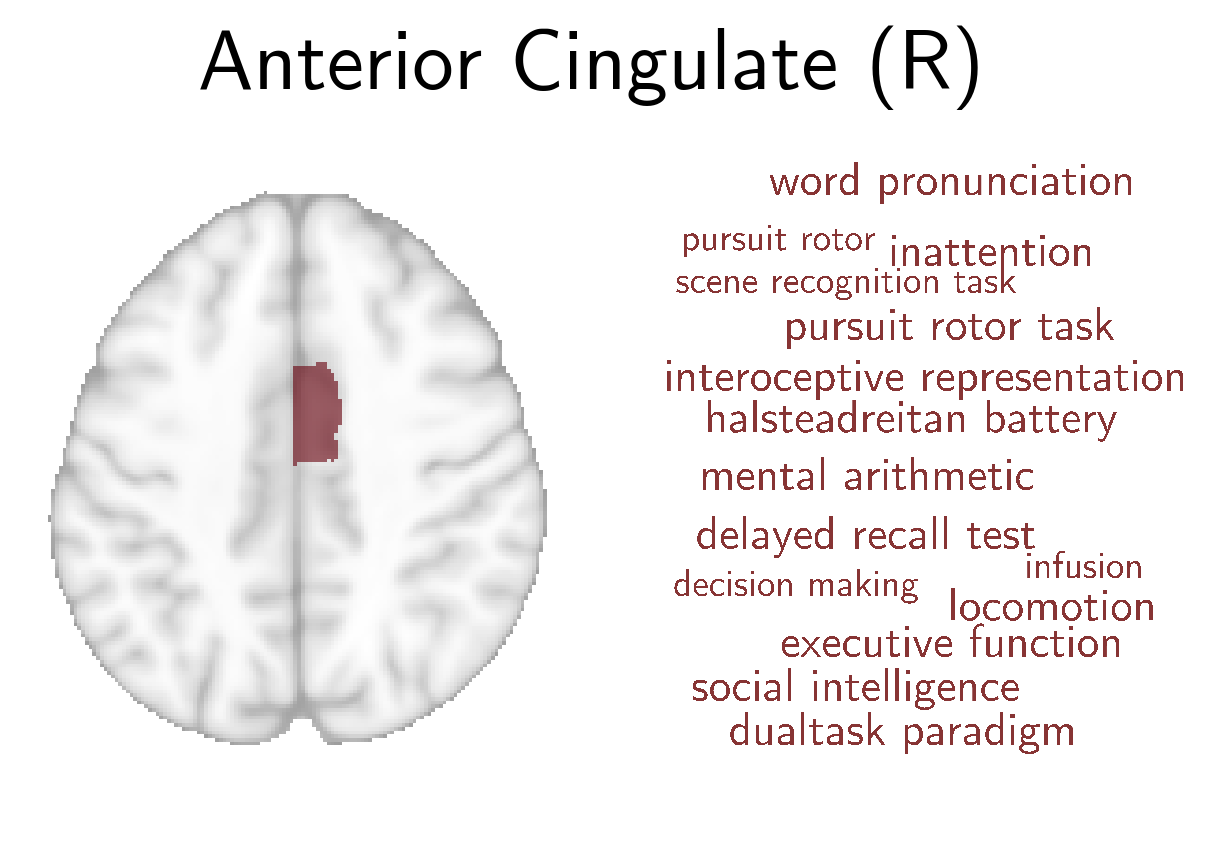 Anterior Cingulate (R)
word pronunciation
pursuit rotor
inattention
scene recognition task
pursuit rotor task
interoceptive representation
halsteadreitan battery
mental arithmetic
delayed recall test
infusion
decision making
locomotion
executive function
social intelligence
dualtask paradigm